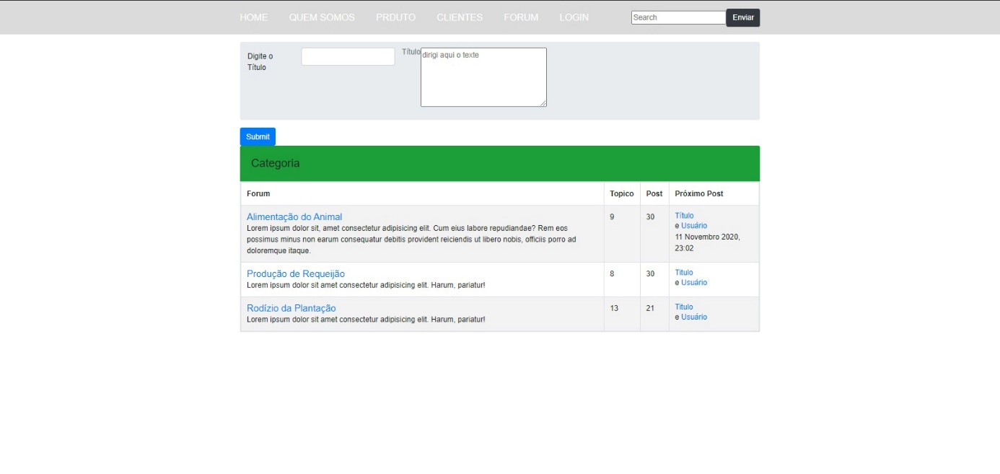 HOME QUEM SOMOS PRDUTO CLIENTES FORUM LOGIN Search Enviar
Digite o Título dirigi aqui o texte
Título
Submit
Categoria
Forum Topico Post Próximo Post
Alimentação do Animal 9 30 Título
Lorem ipsum dolor sit, amet consectetur adipisicing elit. Cum eius labore repudiandae? Rem eos e Usuário
possimus minus non earum consequatur debitis provident reiciendis ut libero nobis, officiis porro ad 11 Novembro 2020,
doloremque itaque. 23:02
Produção de Requeijão 8 30 Titulo
Lorem ipsum dolor sit amet consectetur adipisicing elit. Harum, pariatur! e Usuário
Rodízio da Plantação 13 21 Titulo
Lorem ipsum dolor sit amet consectetur adipisicing elit. Harum, pariatur! e Usuário